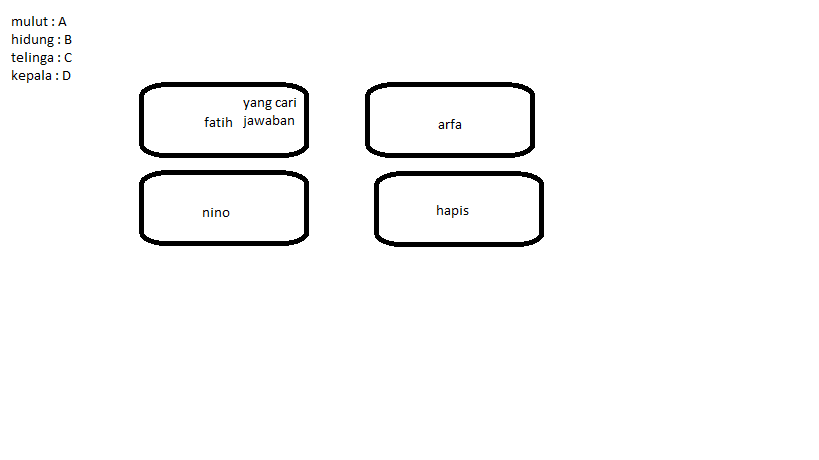 mulut : A
hidung : B
telinga : C
kepala : D
yang cari
fatih jawaban
arfa
nino
hapis